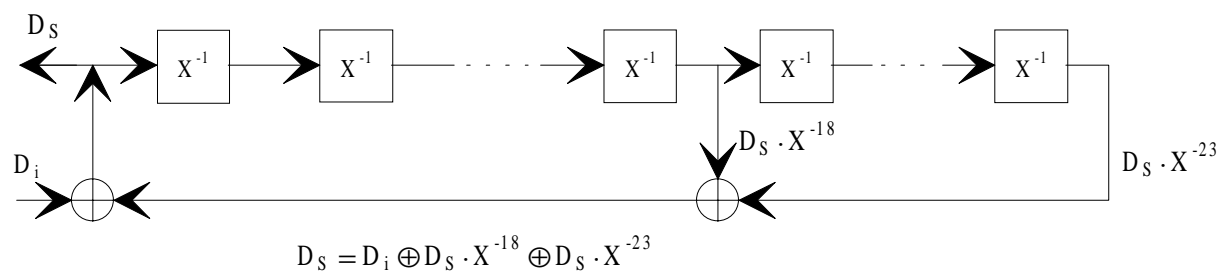 D_S
X^-1 X^-1 - - - - X^-1 X^-1 - - - - X^-1
D_S · X^-18
D_S · X^-23
D_i
D_S = D_i ⊕ D_S · X^-18 ⊕ D_S · X^-23